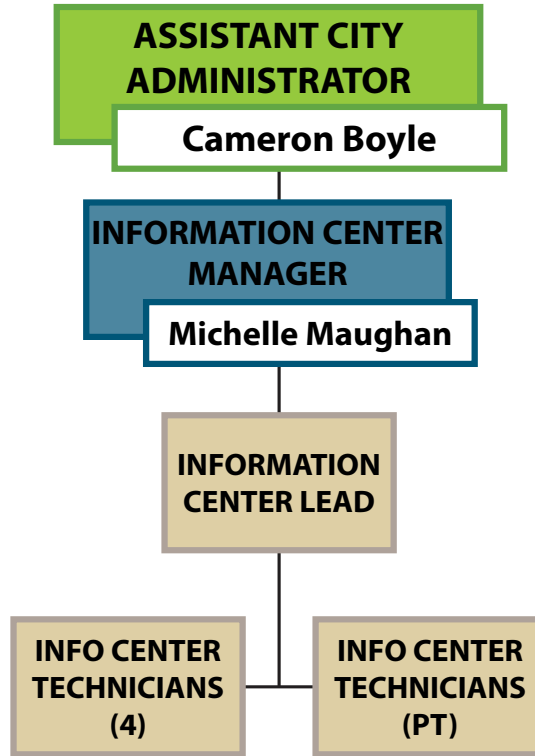 ASSISTANT CITY
ADMINISTRATOR
Cameron Boyle
INFORMATION CENTER
MANAGER
Michelle Maughan
INFORMATION
CENTER LEAD
INFO CENTER
TECHNICIANS
(4)
INFO CENTER
TECHNICIANS
(PT)